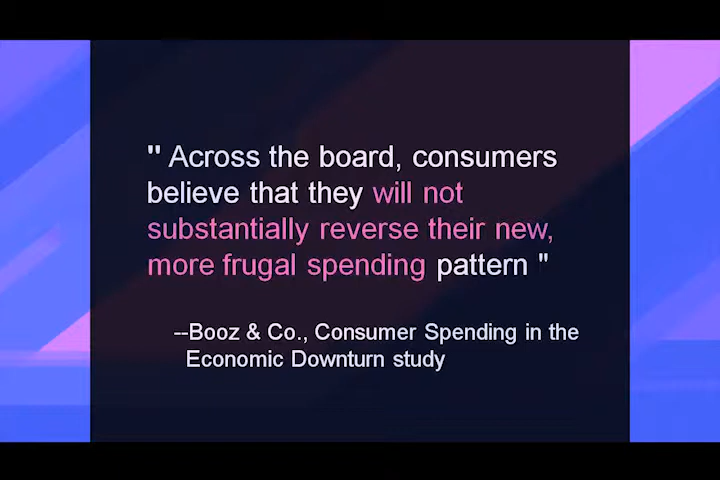 " Across the board, consumers
believe that they will not
substantially reverse their new,
more frugal spending pattern "
--Booz & Co., Consumer Spending in the
Economic Downturn study